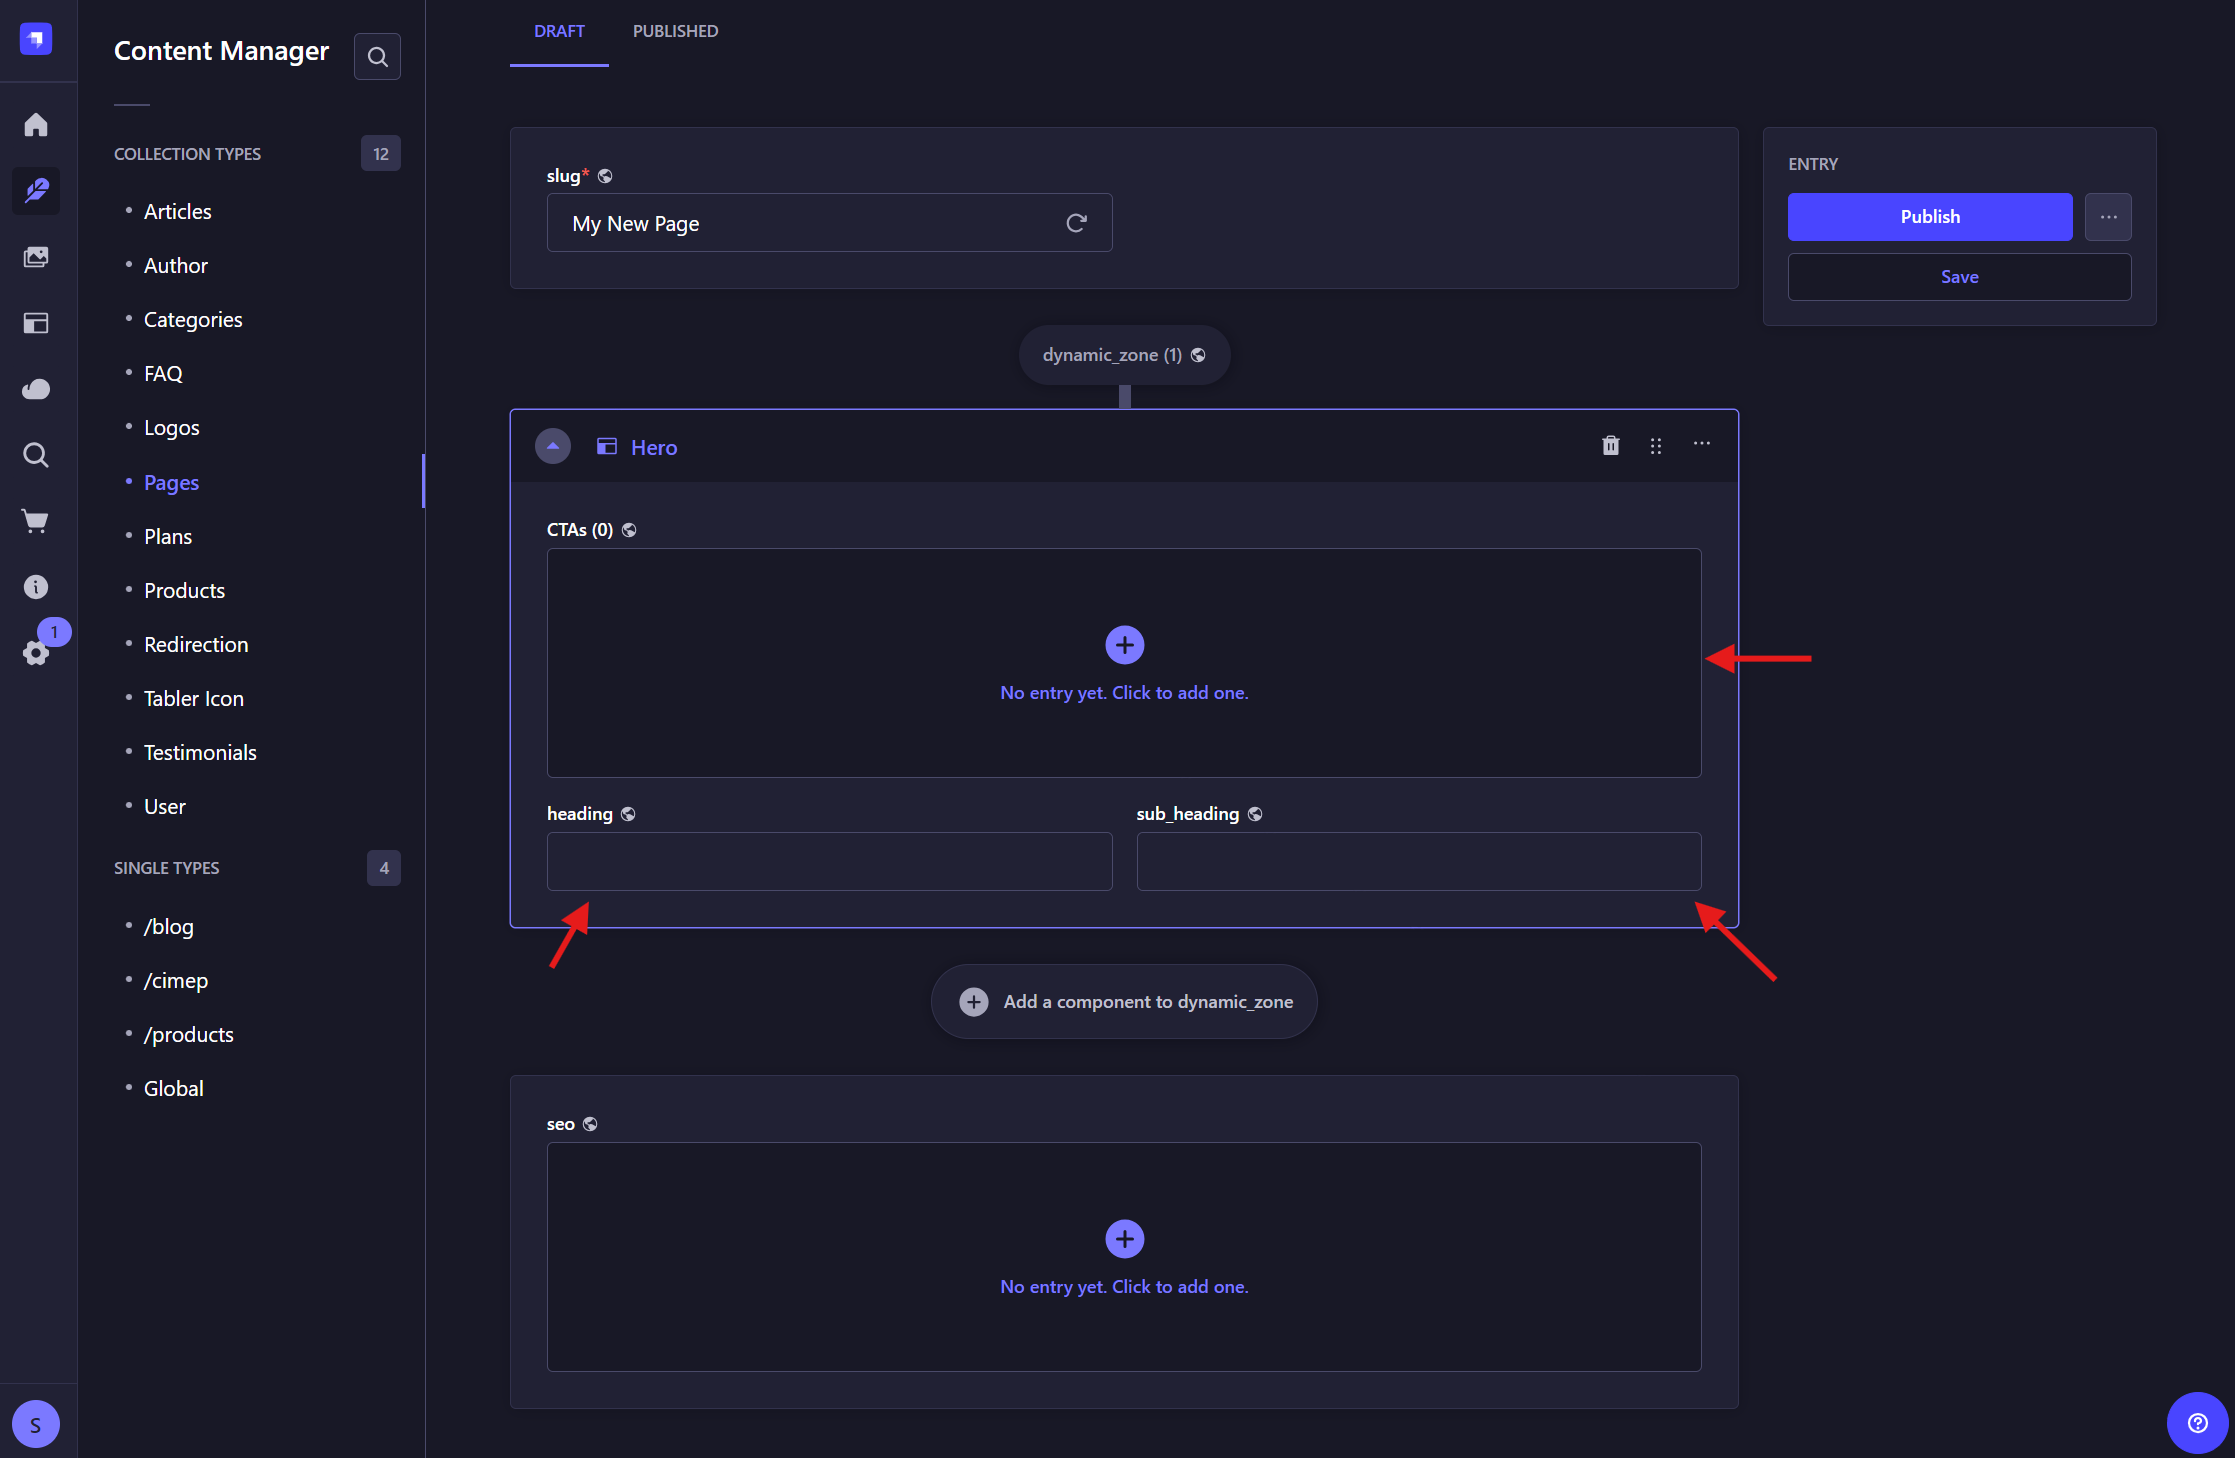 Content Manager
COLLECTION TYPES 12
Articles
Author
Categories
FAQ
Logos
Pages
Plans
Products
Redirection
Tabler Icon
Testimonials
User
SINGLE TYPES 4
/blog
/cimep
/products
Global
1
S
DRAFT PUBLISHED
slug*
My New Page
dynamic_zone (1)
Hero
CTAs (0)
No entry yet. Click to add one.
heading sub_heading
Add a component to dynamic_zone
seo
No entry yet. Click to add one.
ENTRY
Publish
Save